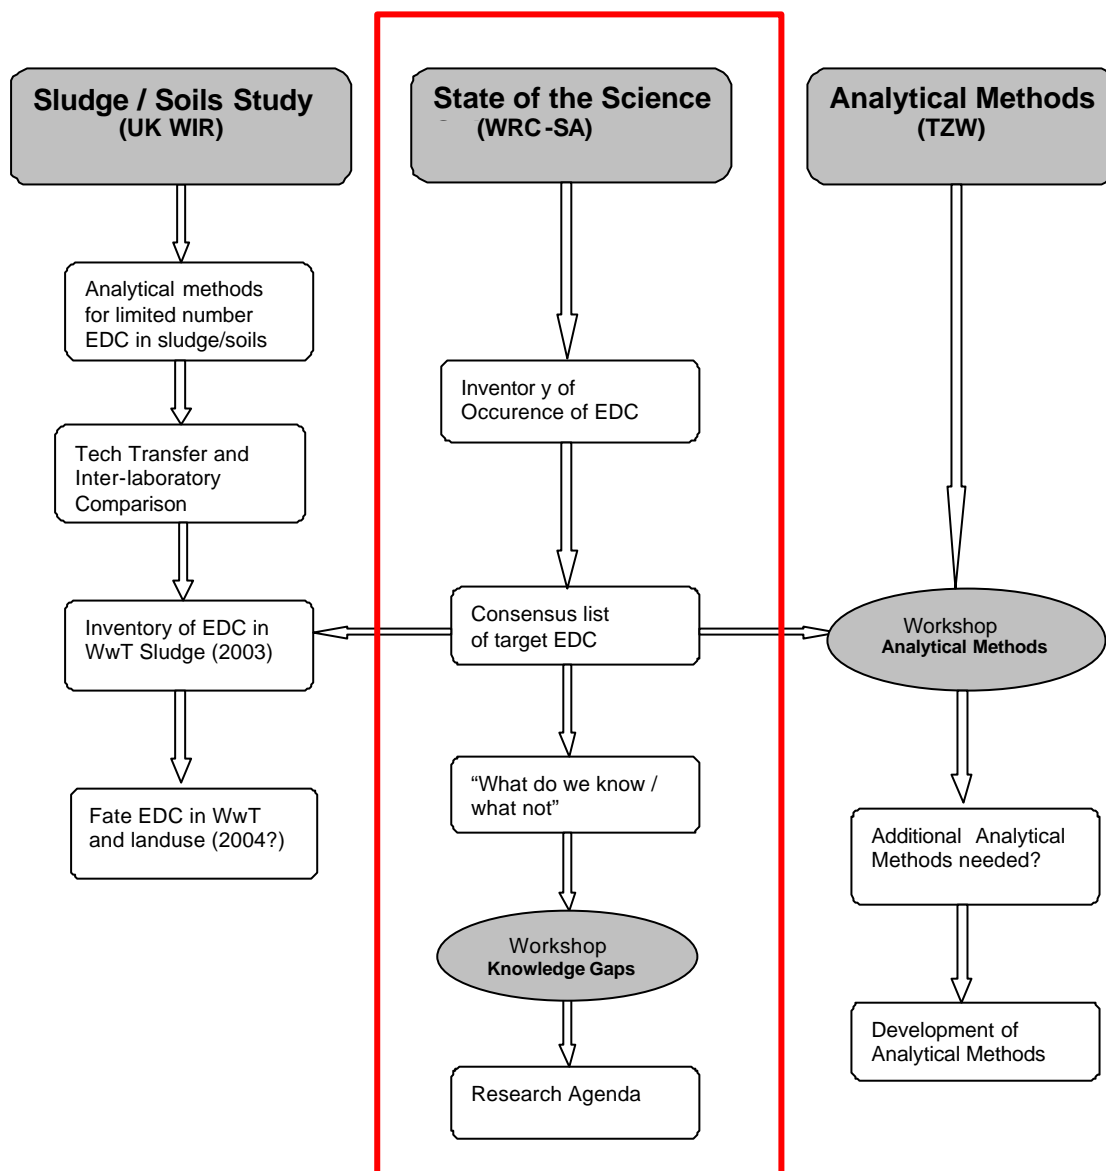 Sludge / Soils Study
(UK WIR)
Analytical methods
for limited number
EDC in sludge/soils
Tech Transfer and
Inter-laboratory
Comparison
Inventory of EDC in
WwT Sludge (2003)
Fate EDC in WwT
and landuse (2004?)
State of the Science
(WRC-SA)
Inventor y of
Occurence of EDC
Consensus list
of target EDC
“What do we know /
what not”
Workshop
Knowledge Gaps
Research Agenda
Analytical Methods
(TZW)
Workshop
Analytical Methods
Additional Analytical
Methods needed?
Development of
Analytical Methods